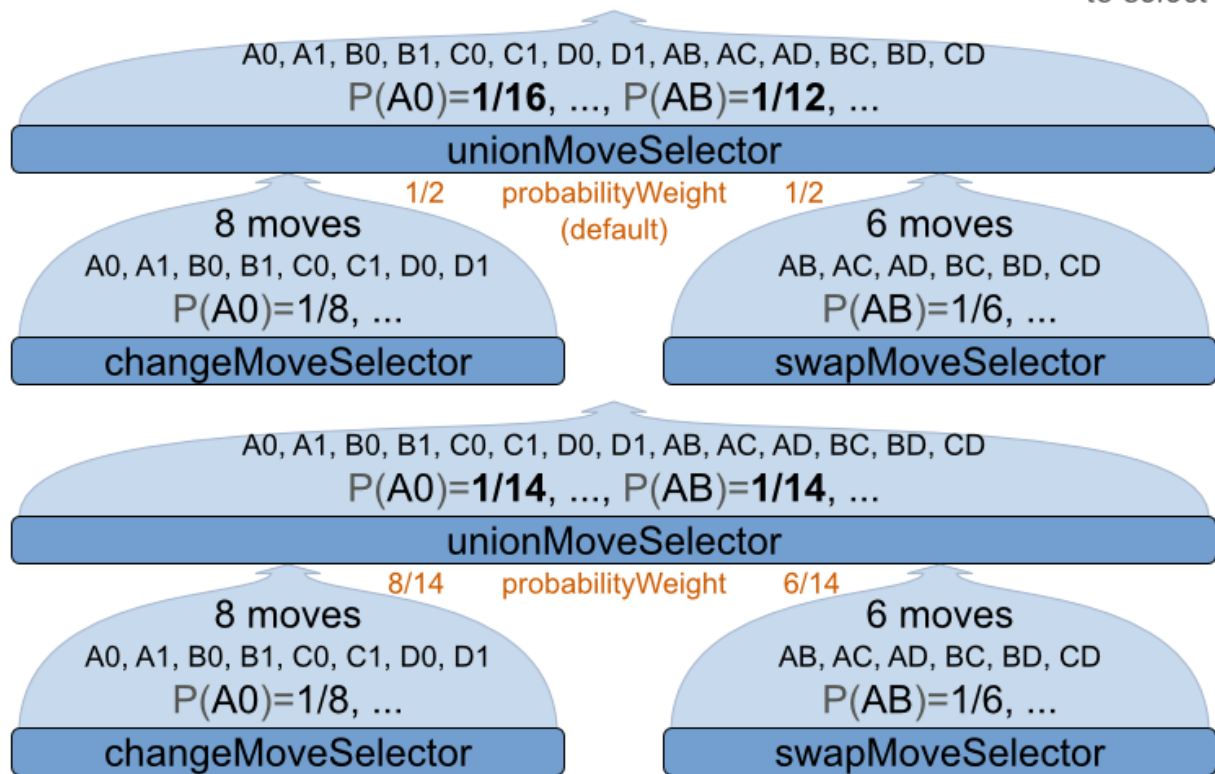 to select
A0, A1, B0, B1, C0, C1, D0, D1, AB, AC, AD, BC, BD, CD
P(A0)=1/16, ..., P(AB)=1/12, ...
unionMoveSelector
1/2 probabilityWeight 1/2
(default)
8 moves 6 moves
A0, A1, B0, B1, C0, C1, D0, D1 AB, AC, AD, BC, BD, CD
P(A0)=1/8, ... P(AB)=1/6, ...
changeMoveSelector swapMoveSelector
A0, A1, B0, B1, C0, C1, D0, D1, AB, AC, AD, BC, BD, CD
P(A0)=1/14, ..., P(AB)=1/14, ...
unionMoveSelector
8/14 probabilityWeight 6/14
8 moves 6 moves
A0, A1, B0, B1, C0, C1, D0, D1 AB, AC, AD, BC, BD, CD
P(A0)=1/8, ... P(AB)=1/6, ...
changeMoveSelector swapMoveSelector